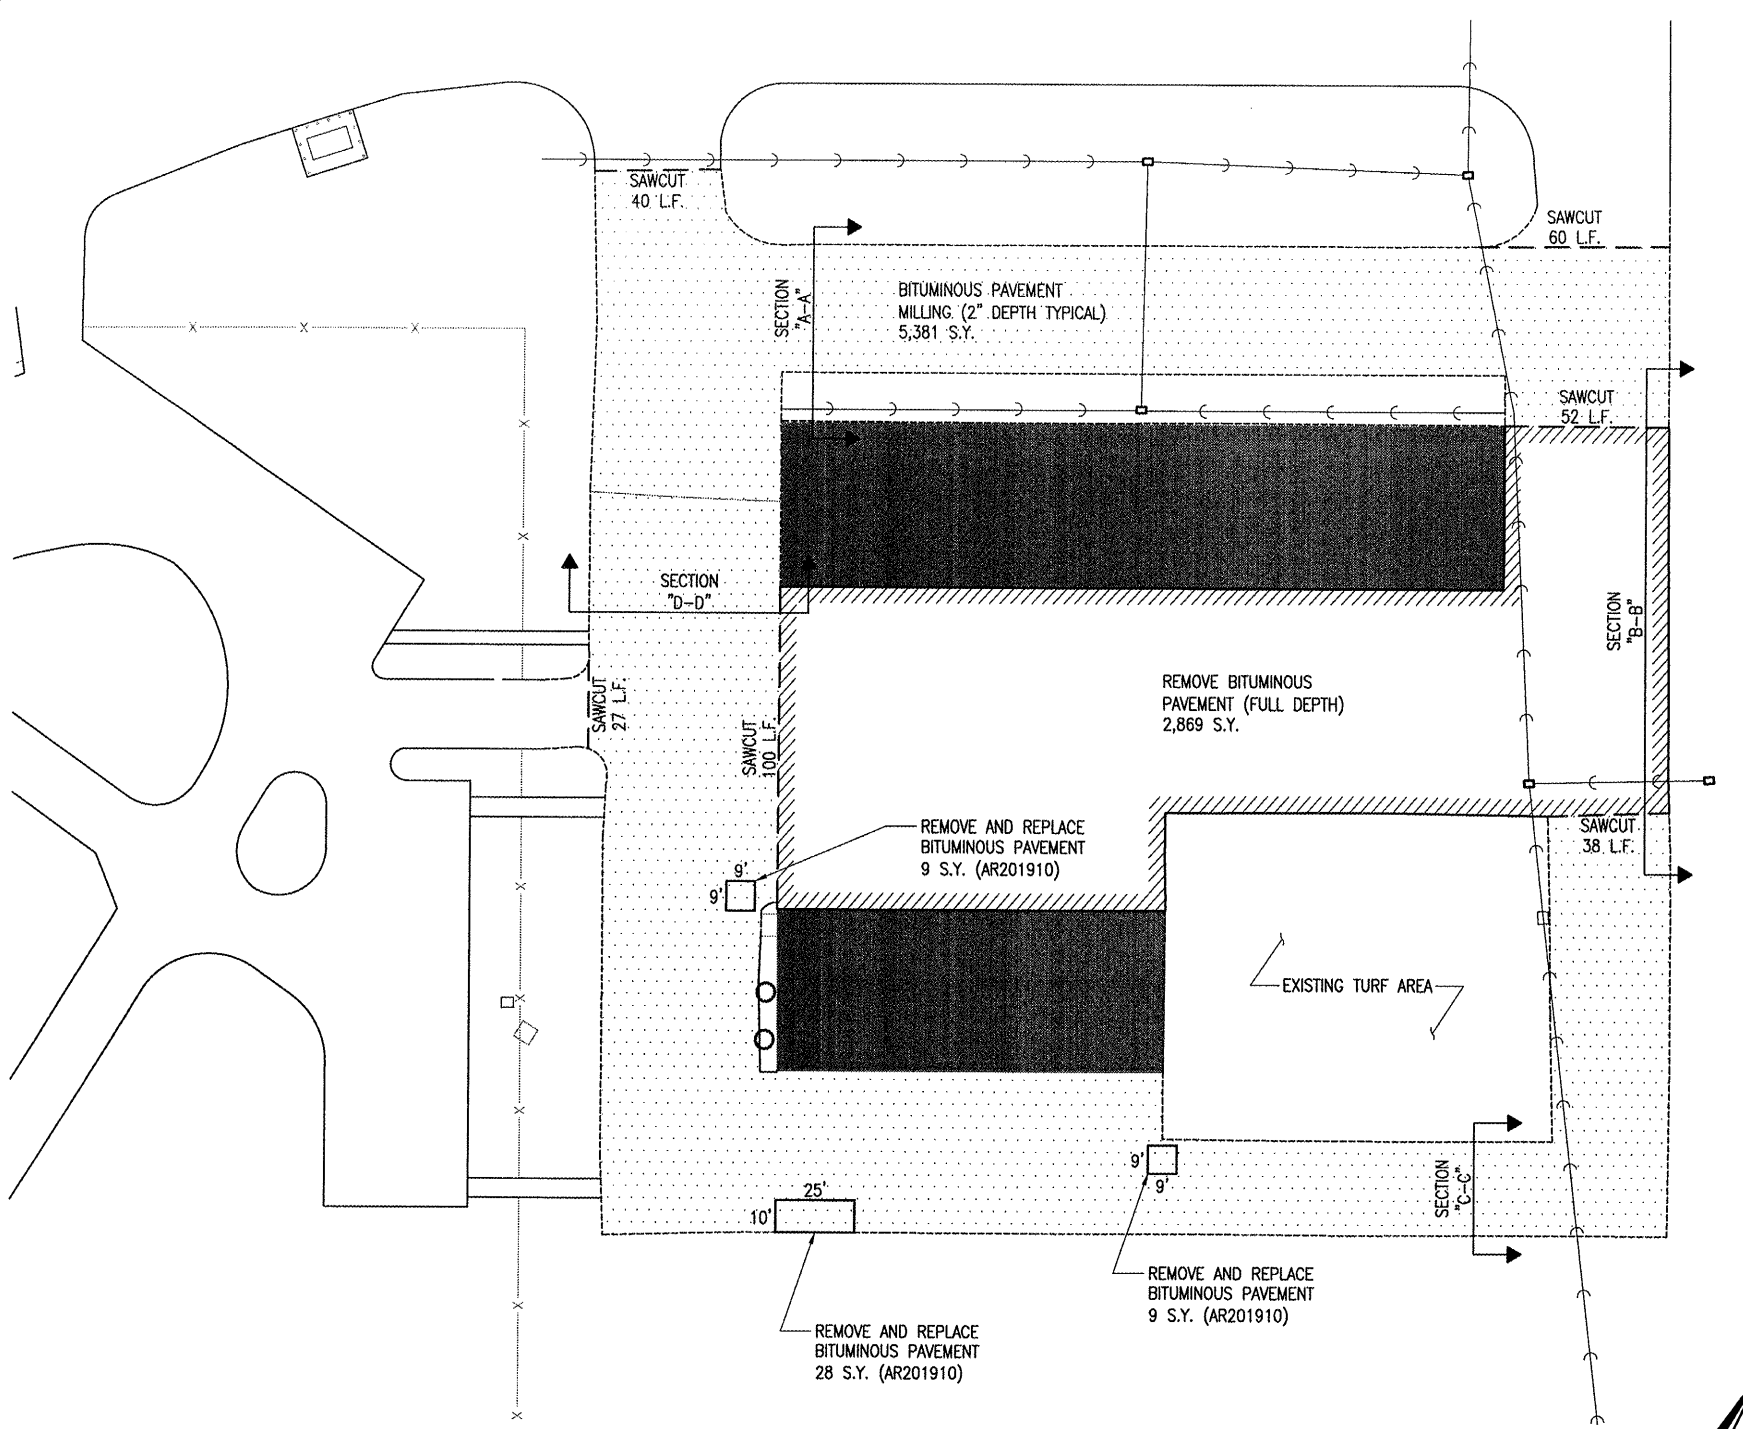 SAWCUT
40 L.F.
SAWCUT
60 L.F.
SECTION
"A-A"
BITUMINOUS PAVEMENT
MILLING (2" DEPTH TYPICAL)
5,381 S.Y.
SAWCUT
52 L.F.
SECTION
"D-D"
SECTION
"B-B"
SAWCUT
27 L.F.
SAWCUT
100 L.F.
REMOVE BITUMINOUS
PAVEMENT (FULL DEPTH)
2,869 S.Y.
REMOVE AND REPLACE
BITUMINOUS PAVEMENT
9 S.Y. (AR201910)
9'
9'
SAWCUT
38 L.F.
EXISTING TURF AREA
9'
9'
SECTION
"C-C"
25'
10'
REMOVE AND REPLACE
BITUMINOUS PAVEMENT
9 S.Y. (AR201910)
REMOVE AND REPLACE
BITUMINOUS PAVEMENT
28 S.Y. (AR201910)